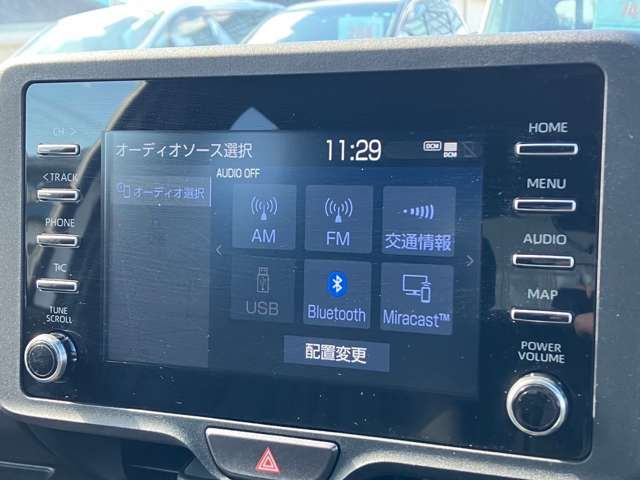 CH >
< TRACK
PHONE
T&C
TUNE
SCROLL
オーディオソース選択
11:29
DCM
DCM
AUDIO OFF
オーディオ選択
AM
FM
交通情報
USB
Bluetooth
Miracast™
配置変更
HOME
MENU
AUDIO
MAP
POWER
VOLUME